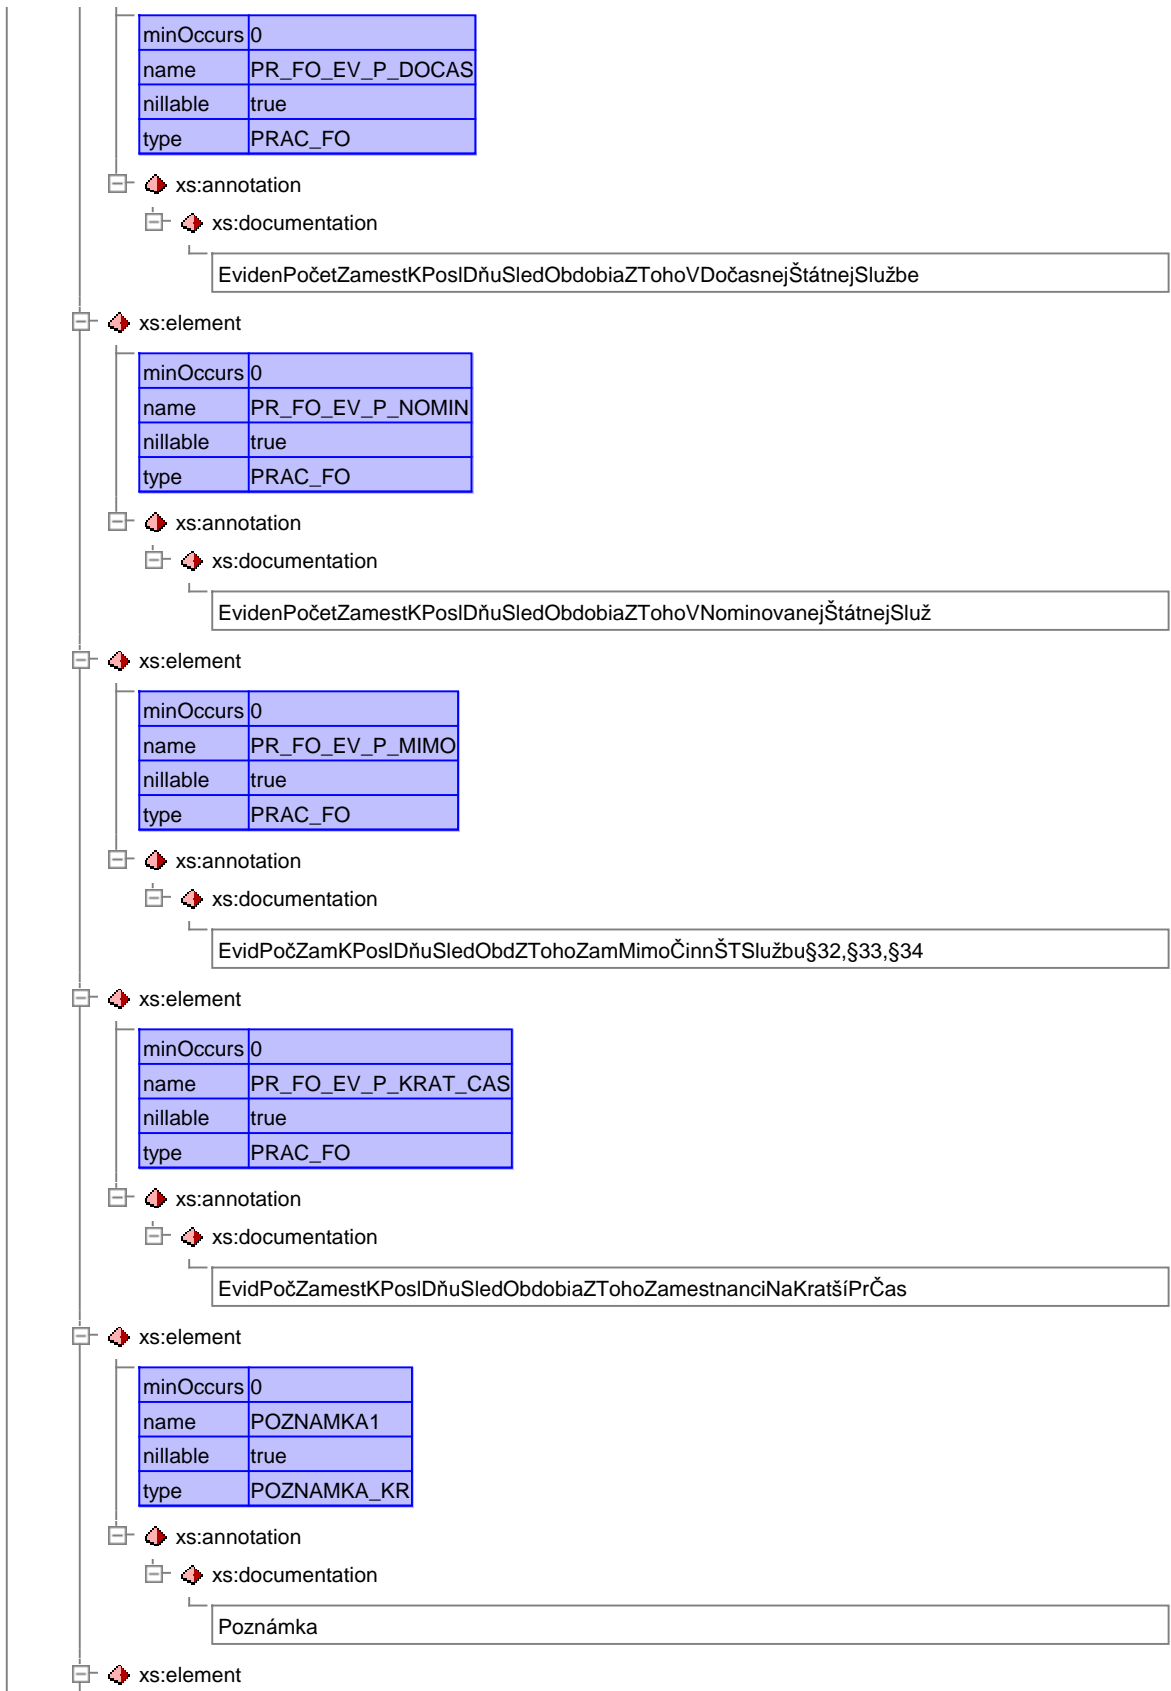 minOccurs 0
name PR_FO_EV_P_DOCAS
nillable true
type PRAC_FO
xs:annotation
xs:documentation
EvidenPočetZamestKPoslDňuSledObdobiaZTohoVDočasnejŠtátnejSlužbe
xs:element
minOccurs 0
name PR_FO_EV_P_NOMIN
nillable true
type PRAC_FO
xs:annotation
xs:documentation
EvidenPočetZamestKPoslDňuSledObdobiaZTohoVNominovanejŠtátnejSluž
xs:element
minOccurs 0
name PR_FO_EV_P_MIMO
nillable true
type PRAC_FO
xs:annotation
xs:documentation
EvidPočZamKPoslDňuSledObdZTohoZamMimoČinnŠTSlužbu§32,§33,§34
xs:element
minOccurs 0
name PR_FO_EV_P_KRAT_CAS
nillable true
type PRAC_FO
xs:annotation
xs:documentation
EvidPočZamestKPoslDňuSledObdobiaZTohoZamestnanciNaKratšíPrČas
xs:element
minOccurs 0
name POZNAMKA1
nillable true
type POZNAMKA_KR
xs:annotation
xs:documentation
Poznámka
xs:element